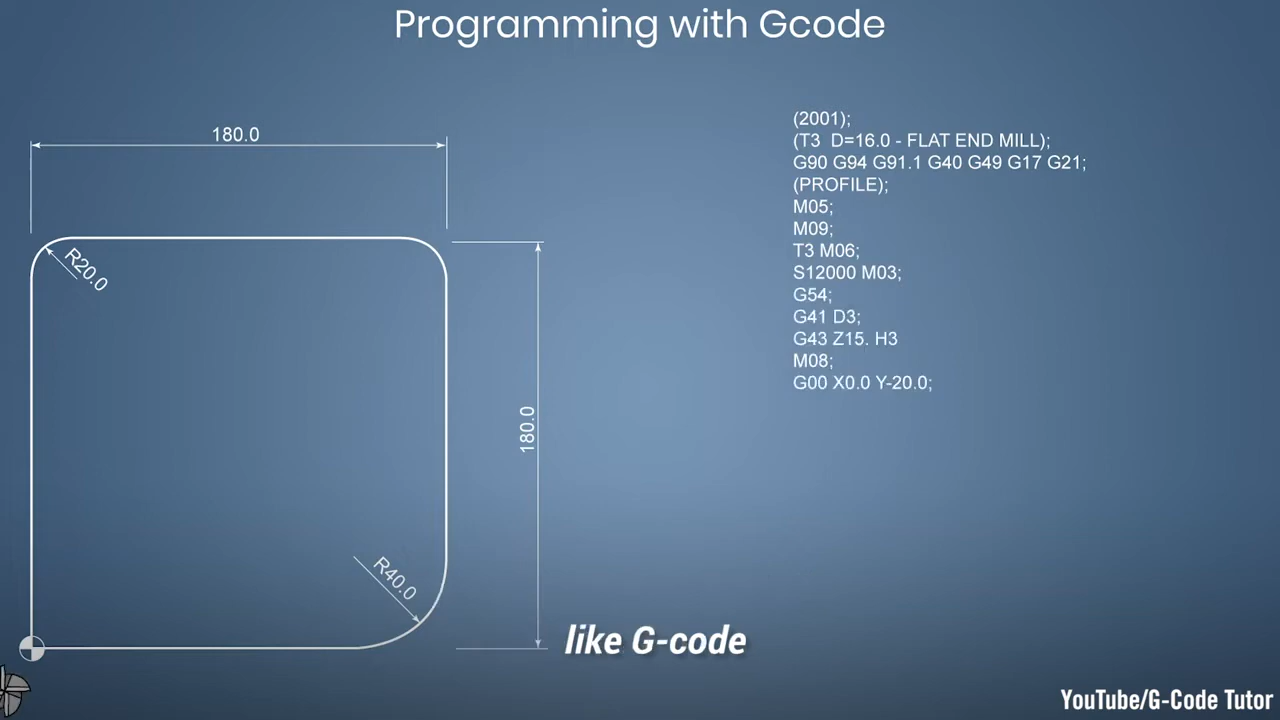 Programming with Gcode
180.0
R20.0
180.0
R40.0
(2001);
(T3  D=16.0 - FLAT END MILL);
G90 G94 G91.1 G40 G49 G17 G21;
(PROFILE);
M05;
M09;
T3 M06;
S12000 M03;
G54;
G41 D3;
G43 Z15. H3
M08;
G00 X0.0 Y-20.0;
like G-code
YouTube/G-Code Tutor